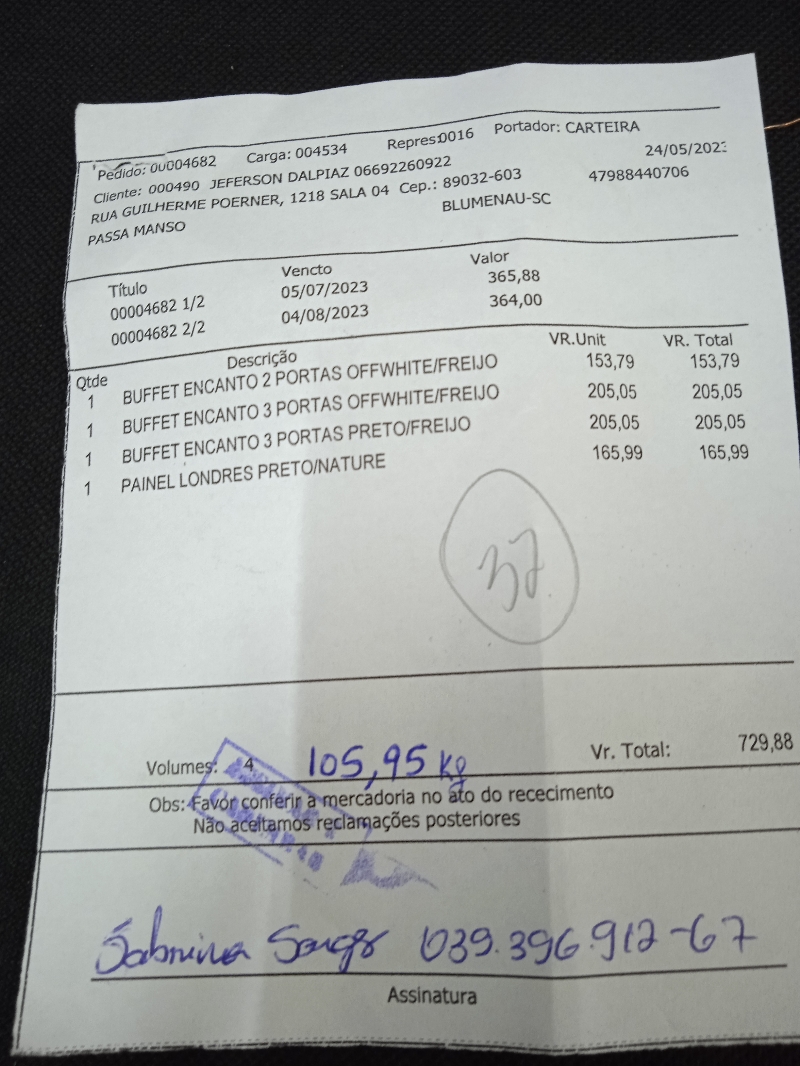 Pedido: 00004682 Carga: 004534 Repres:0016 Portador: CARTEIRA
Cliente: 000490 JEFERSON DALPIAZ 06692260922 24/05/2023
RUA GUILHERME POERNER, 1218 SALA 04 Cep.: 89032-603 47988440706
PASSA MANSO BLUMENAU-SC
Título Vencto Valor
00004682 1/2 05/07/2023 365,88
00004682 2/2 04/08/2023 364,00
Qtde Descrição VR.Unit VR. Total
1 BUFFET ENCANTO 2 PORTAS OFFWHITE/FREIJO 153,79 153,79
1 BUFFET ENCANTO 3 PORTAS OFFWHITE/FREIJO 205,05 205,05
1 BUFFET ENCANTO 3 PORTAS PRETO/FREIJO 205,05 205,05
1 PAINEL LONDRES PRETO/NATURE 165,99 165,99
37
Volumes: 4 105,95 kg Vr. Total: 729,88
Obs: Favor conferir a mercadoria no ato do rececimento
Não aceitamos reclamações posteriores
Sabrina 039.396.912-67
Assinatura